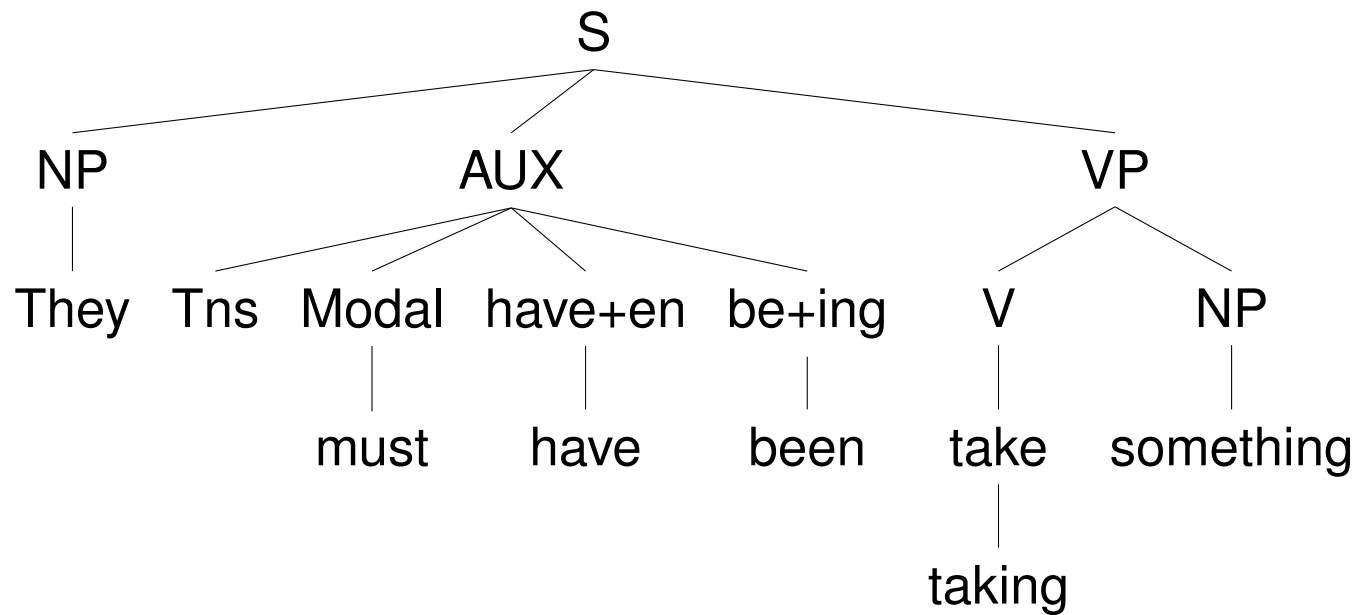 S
NP AUX VP
They Tns Modal have+en be+ing V NP
must have been take something
taking